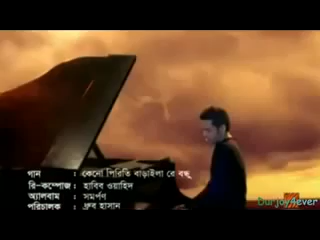 গান : কেনো পিরিতি বাড়াইলা রে বন্ধু
রি-কম্পোজ : হাবিব ওয়াহিদ
অ্যালবাম : সমর্পণ
পরিচালক : ধ্রুব হাসান
Durjoy4ever